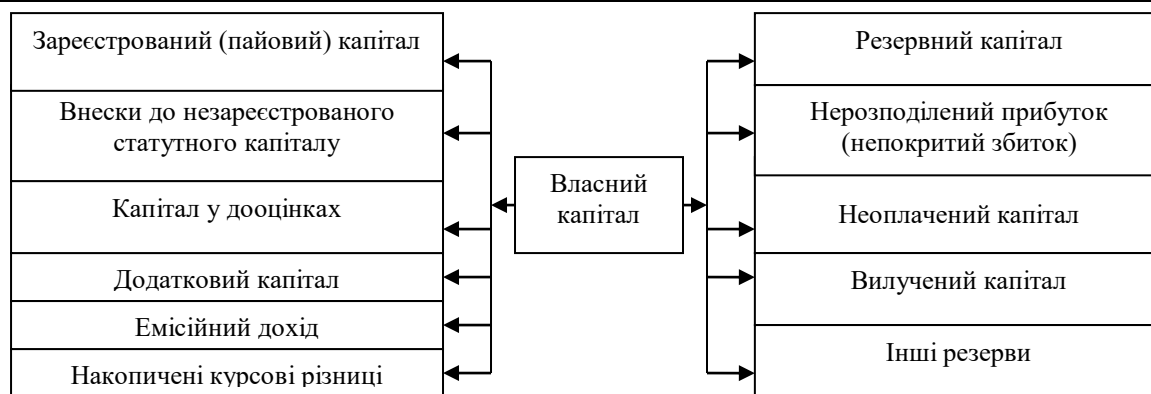 Зареєстрований (пайовий) капітал
Внески до незареєстрованого
статутного капіталу
Капітал у дооцінках
Додатковий капітал
Емісійний дохід
Накопичені курсові різниці
Власний
капітал
Резервний капітал
Нерозподілений прибуток
(непокритий збиток)
Неоплачений капітал
Вилучений капітал
Інші резерви